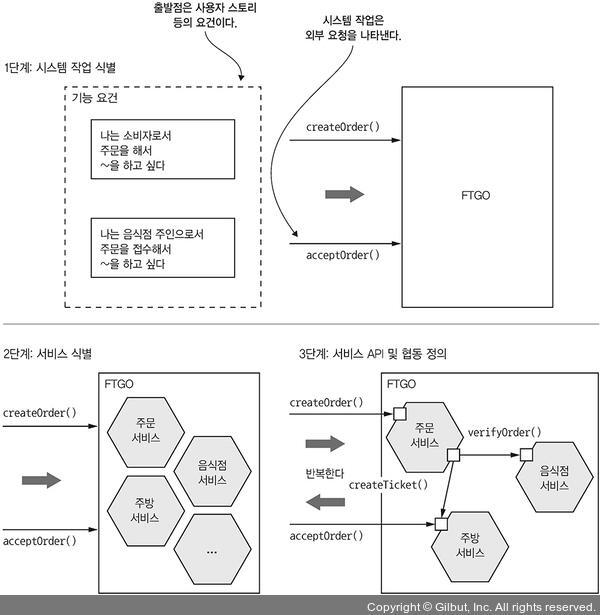 출발점은 사용자 스토리
등의 요건이다.
시스템 작업은
외부 요청을 나타낸다.
1단계: 시스템 작업 식별
기능 요건
나는 소비자로서
주문을 해서
~을 하고 싶다
나는 음식점 주인으로서
주문을 접수해서
~을 하고 싶다
createOrder()
FTGO
acceptOrder()
2단계: 서비스 식별
FTGO
createOrder()
주문
서비스
음식점
서비스
주방
서비스
acceptOrder()
...
3단계: 서비스 API 및 협동 정의
FTGO
createOrder()
주문
서비스
verifyOrder()
반복한다
createTicket()
음식점
서비스
acceptOrder()
주방
서비스
Copyright © Gilbut, Inc. All rights reserved.